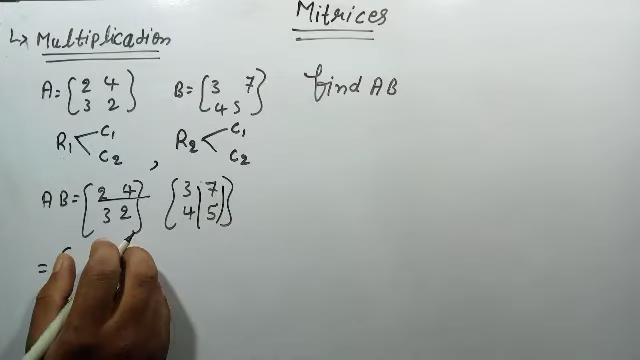 Mitrices
↳ Multiplication
A = { 2 4 3 2 } B = { 3 7 4 5 } find AB
R₁ < C₁ C₂ , R₂ < C₁ C₂
AB = { 2 4 3 2 } { 3 7 4 5 }
=